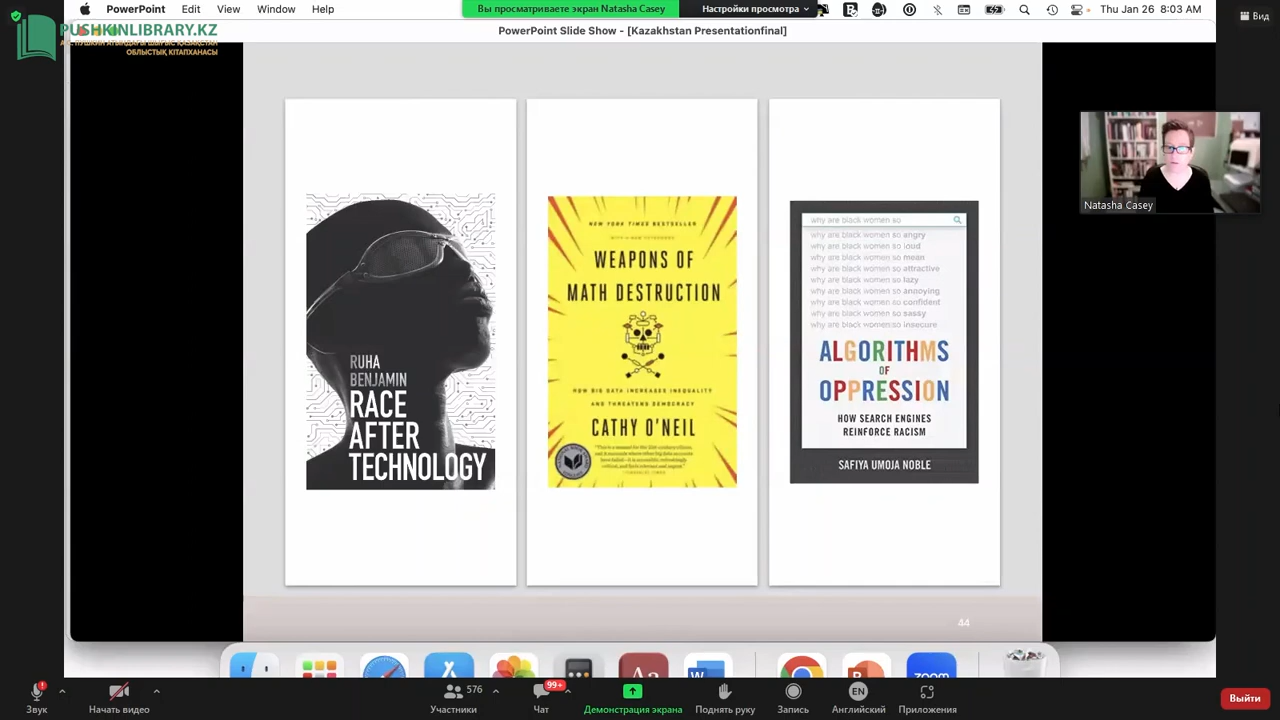 PowerPoint Edit View Window Help
Вы просматриваете экран Natasha Casey
Настройки просмотра
Thu Jan 26 8:03 AM
Вид
PUSHKINLIBRARY.KZ
ОБЛЫСТЫҚ КІТАПХАНАСЫ
PowerPoint Slide Show - [Kazakhstan Presentationfinal]
RUHA
BENJAMIN
RACE
AFTER
TECHNOLOGY
NEW YORK TIMES BESTSELLER
WEAPONS OF
MATH DESTRUCTION
HOW BIG DATA INCREASES INEQUALITY
AND THREATENS DEMOCRACY
CATHY O'NEIL
why are black women so
why are black women so angry
why are black women so loud
why are black women so mean
why are black women so attractive
why are black women so lazy
why are black women so annoying
why are black women so confident
why are black women so sassy
why are black women so insecure
ALGORITHMS
OF
OPPRESSION
HOW SEARCH ENGINES
REINFORCE RACISM
SAFIYA UMOJA NOBLE
Natasha Casey
44
Aa
W
P
zoom
576
99+
EN
Звук
Начать видео
Участники
Чат
Демонстрация экрана
Поднять руку
Запись
Английский
Приложения
Выйти